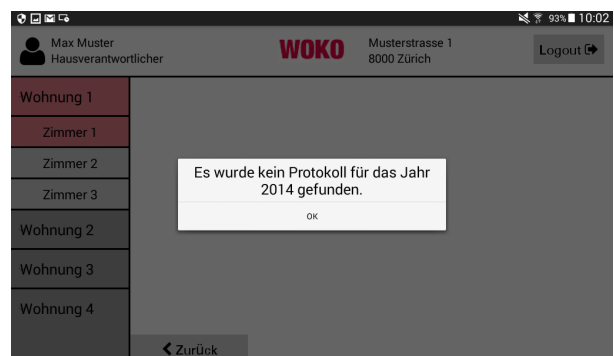 93% 10:02
Max Muster
Hausverantwortlicher
WOKO
Musterstrasse 1
8000 Zürich
Logout
Wohnung 1
Zimmer 1
Zimmer 2
Zimmer 3
Wohnung 2
Wohnung 3
Wohnung 4
Es wurde kein Protokoll für das Jahr
2014 gefunden.
OK
Zurück